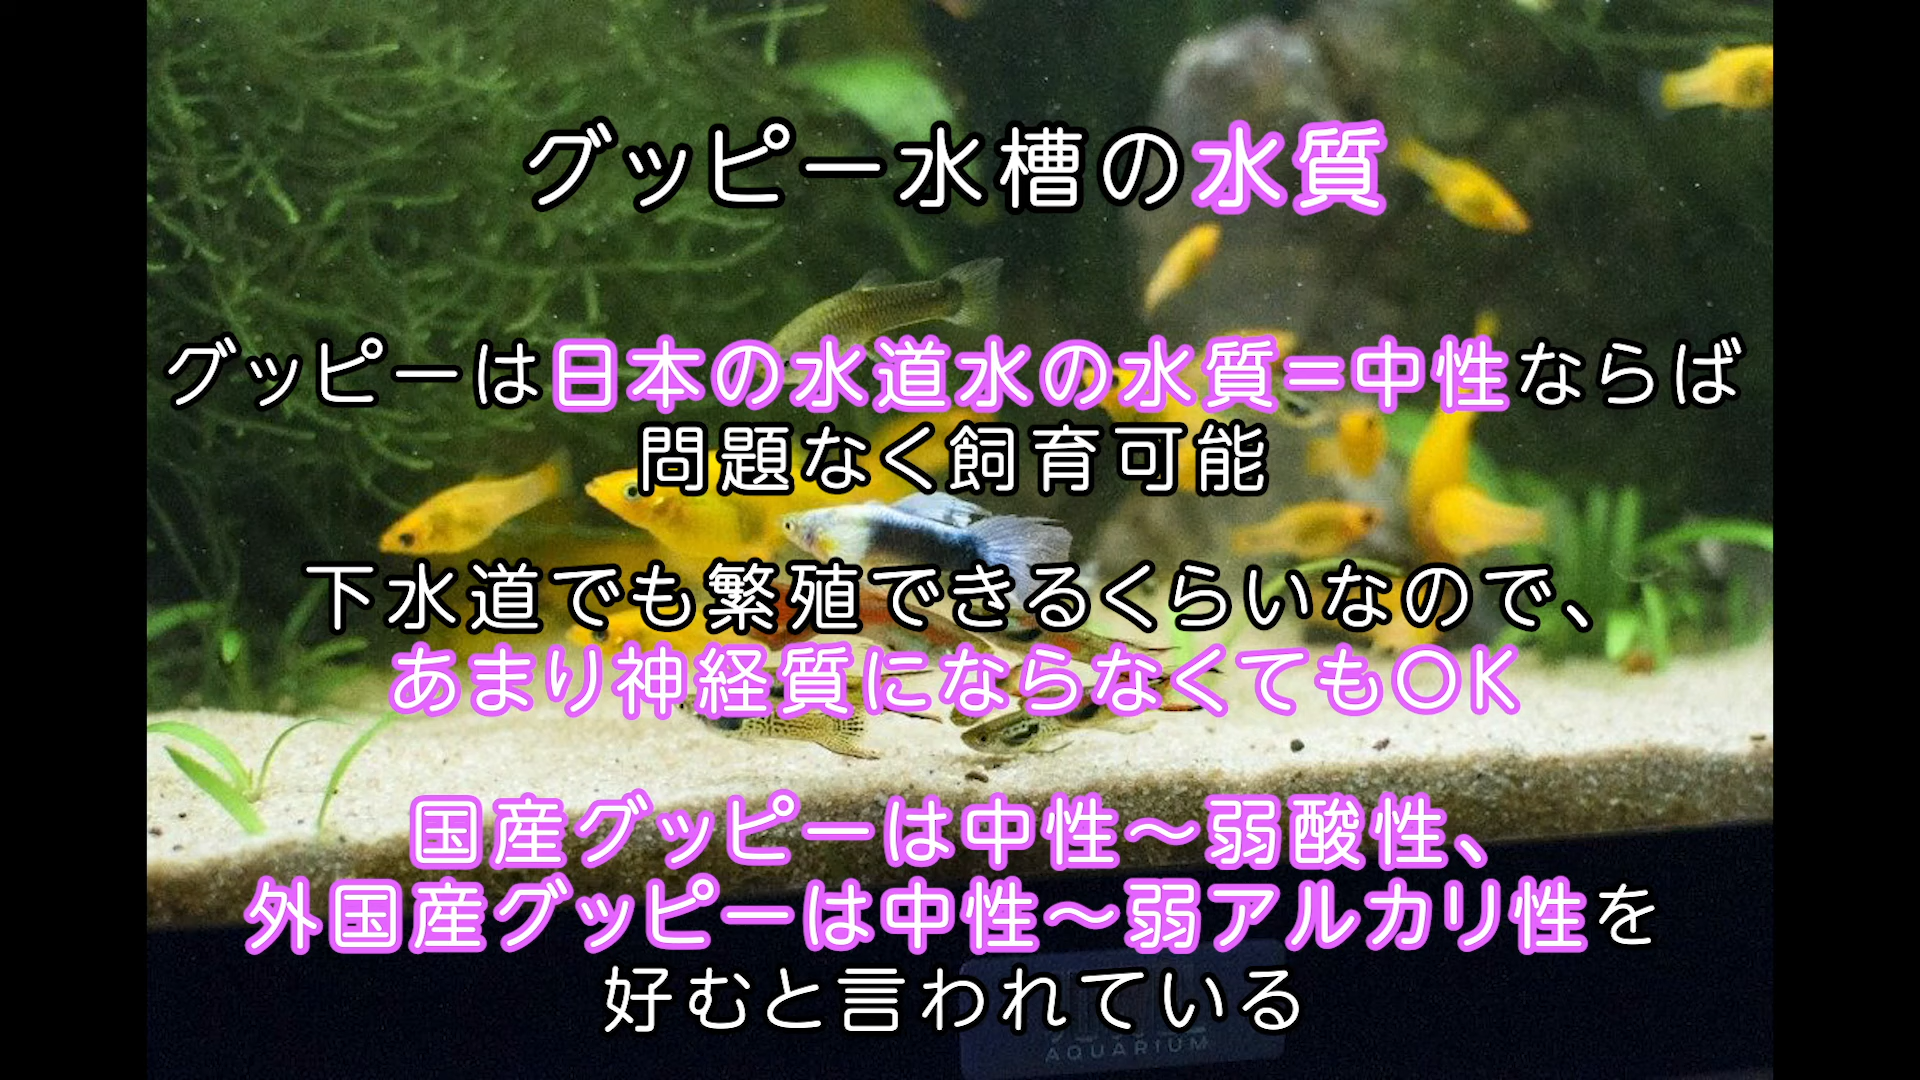 グッピー水槽の水質
グッピーは日本の水道水の水質=中性ならば
問題なく飼育可能
下水道でも繁殖できるくらいなので、
あまり神経質にならなくても〇K
国産グッピーは中性～弱酸性、
外国産グッピーは中性～弱アルカリ性を
好むと言われている
AQUARIUM